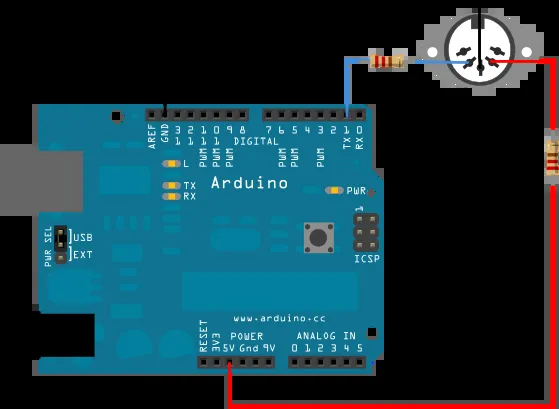 AREF
GND
13
12
11
10
9
8
7
6
5
4
3
2
1
0
TX
RX
DIGITAL
PWM
PWM
PWM
PWM
PWM
PWM
L
TX
RX
Arduino
PWR
1
PWR SEL
USB
EXT
ICSP
www.arduino.cc
RESET
3V3
POWER
5V Gnd 9V
ANALOG IN
0 1 2 3 4 5